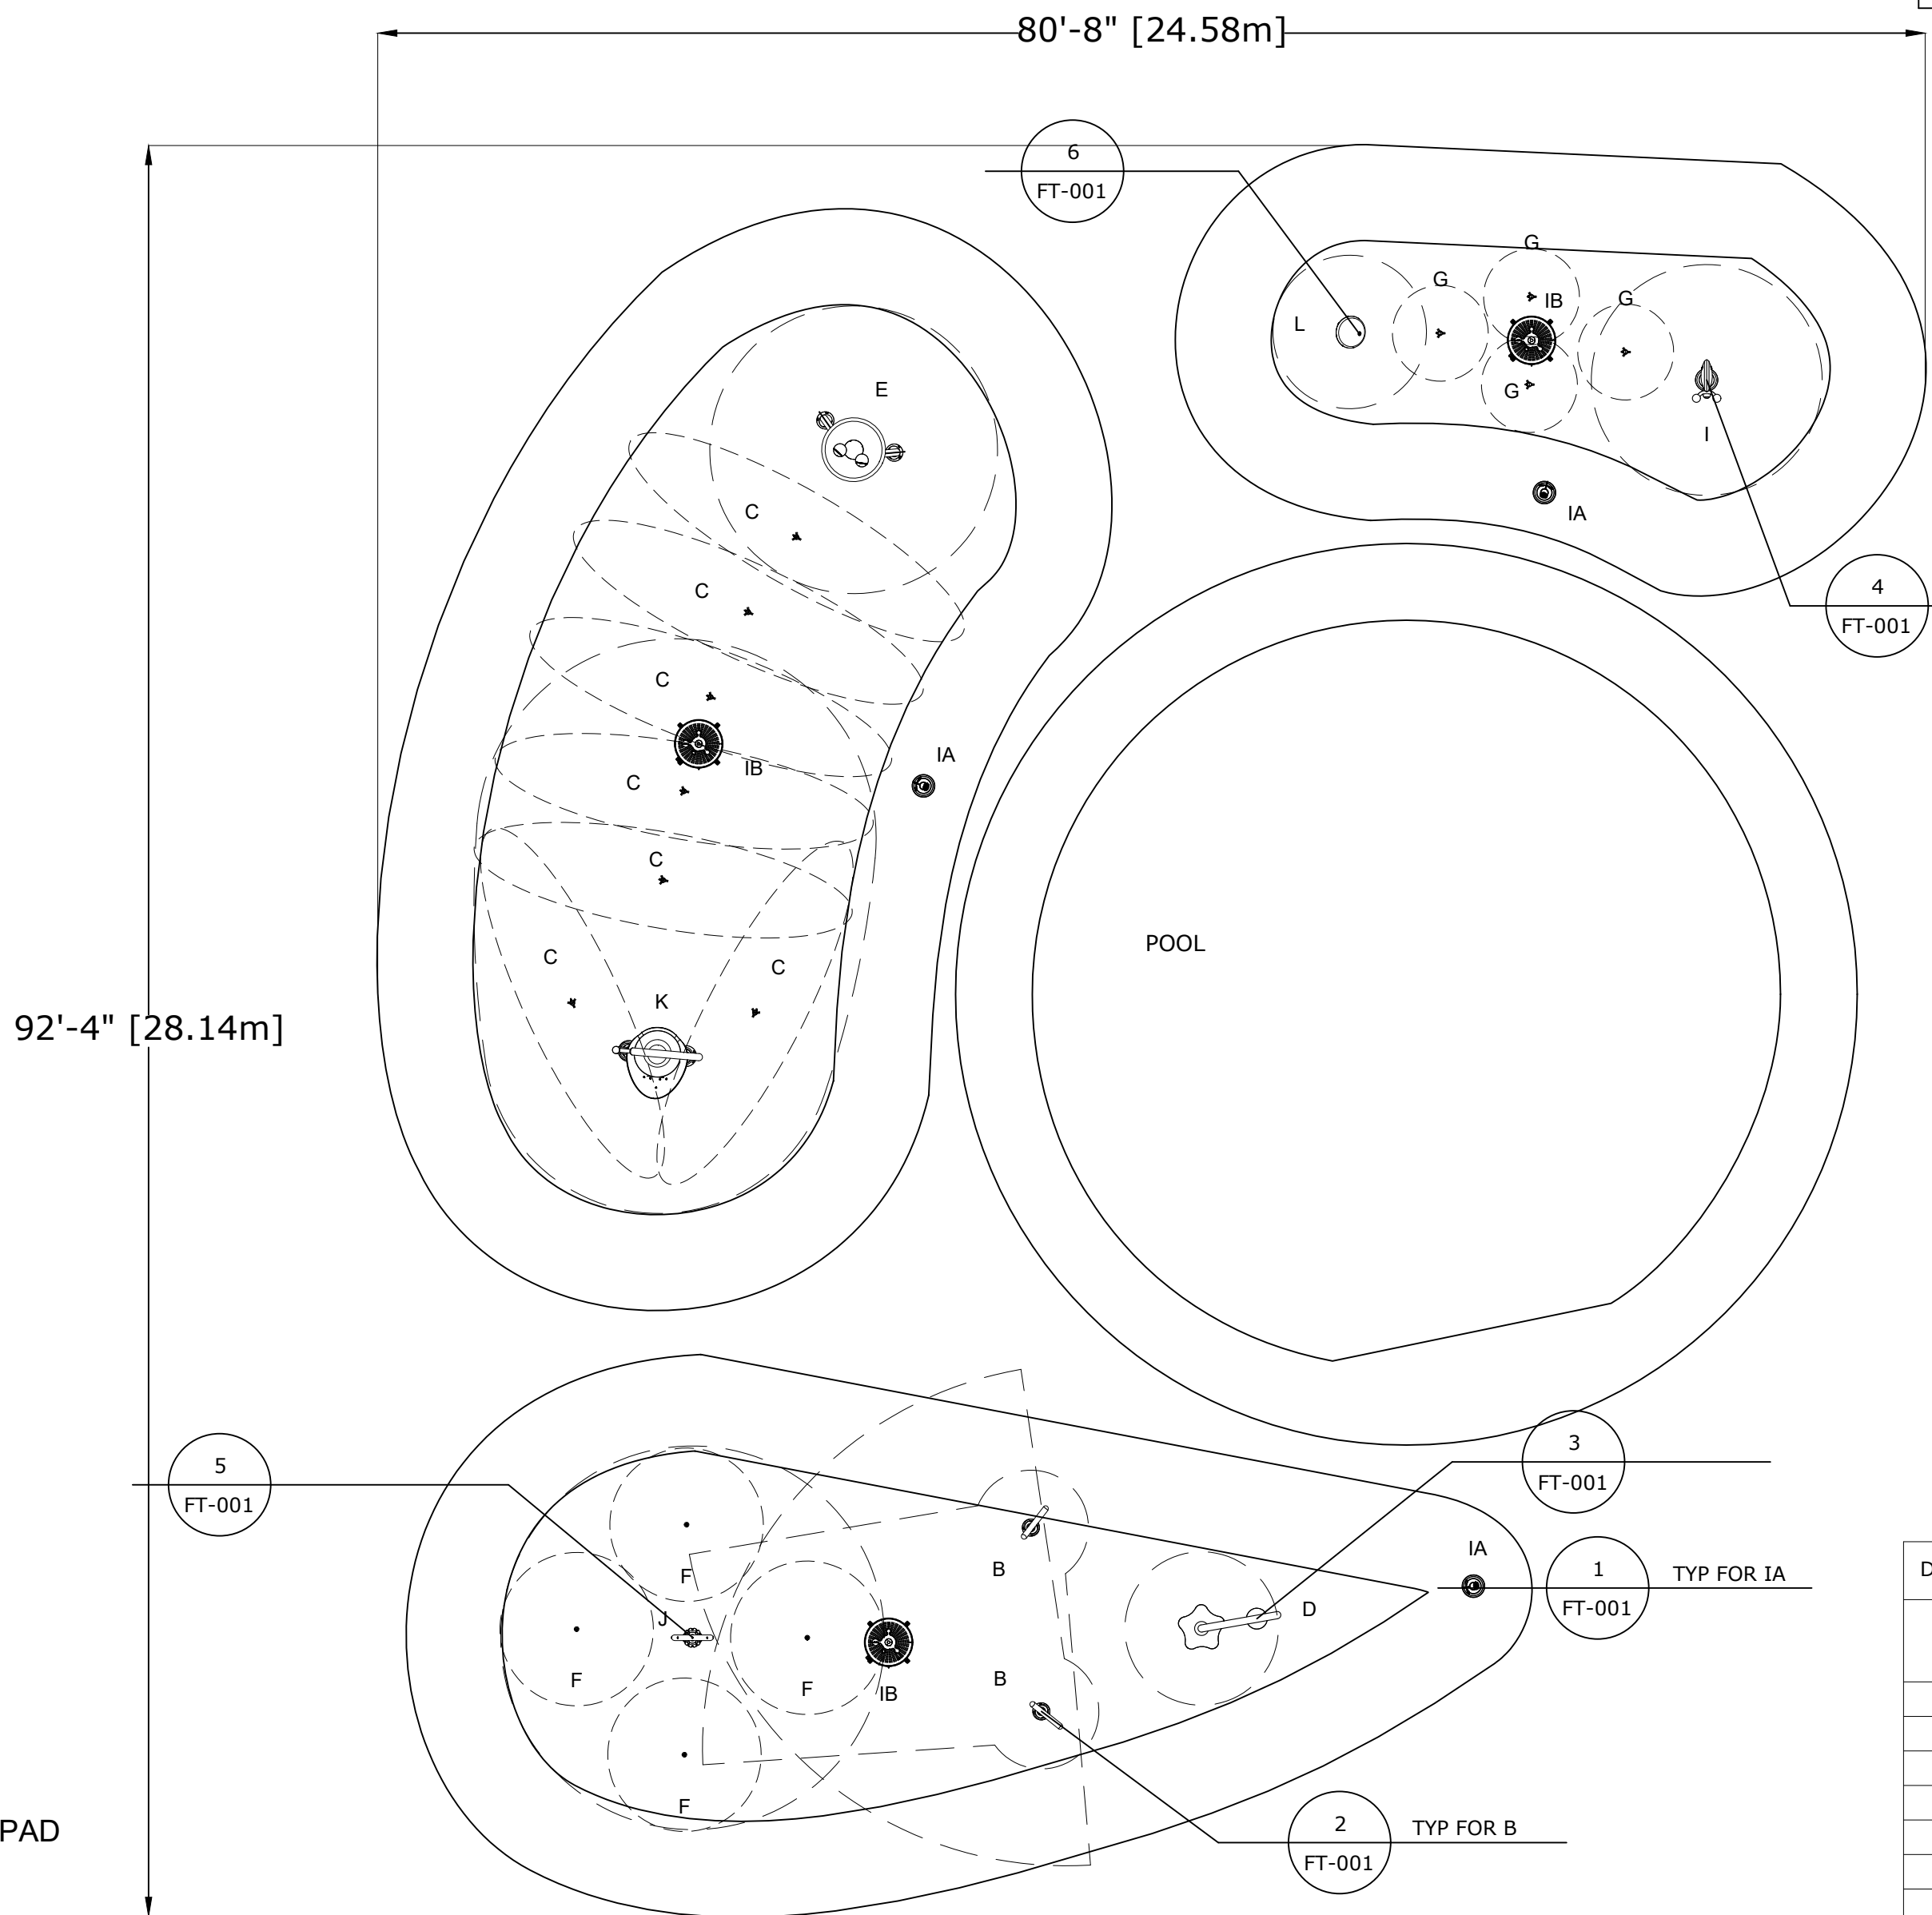 80'-8" [24.58m]
6
FT-001
G
G
IB
G
L
E
G
I
C
IA
C
4
FT-001
C
IA
IB
C
C
POOL
C
C
K
92'-4" [28.14m]
3
FT-001
5
FT-001
IA
B
F
1
TYP FOR IA
FT-001
D
J
D
F
F
IB
B
F
PAD
2
TYP FOR B
FT-001